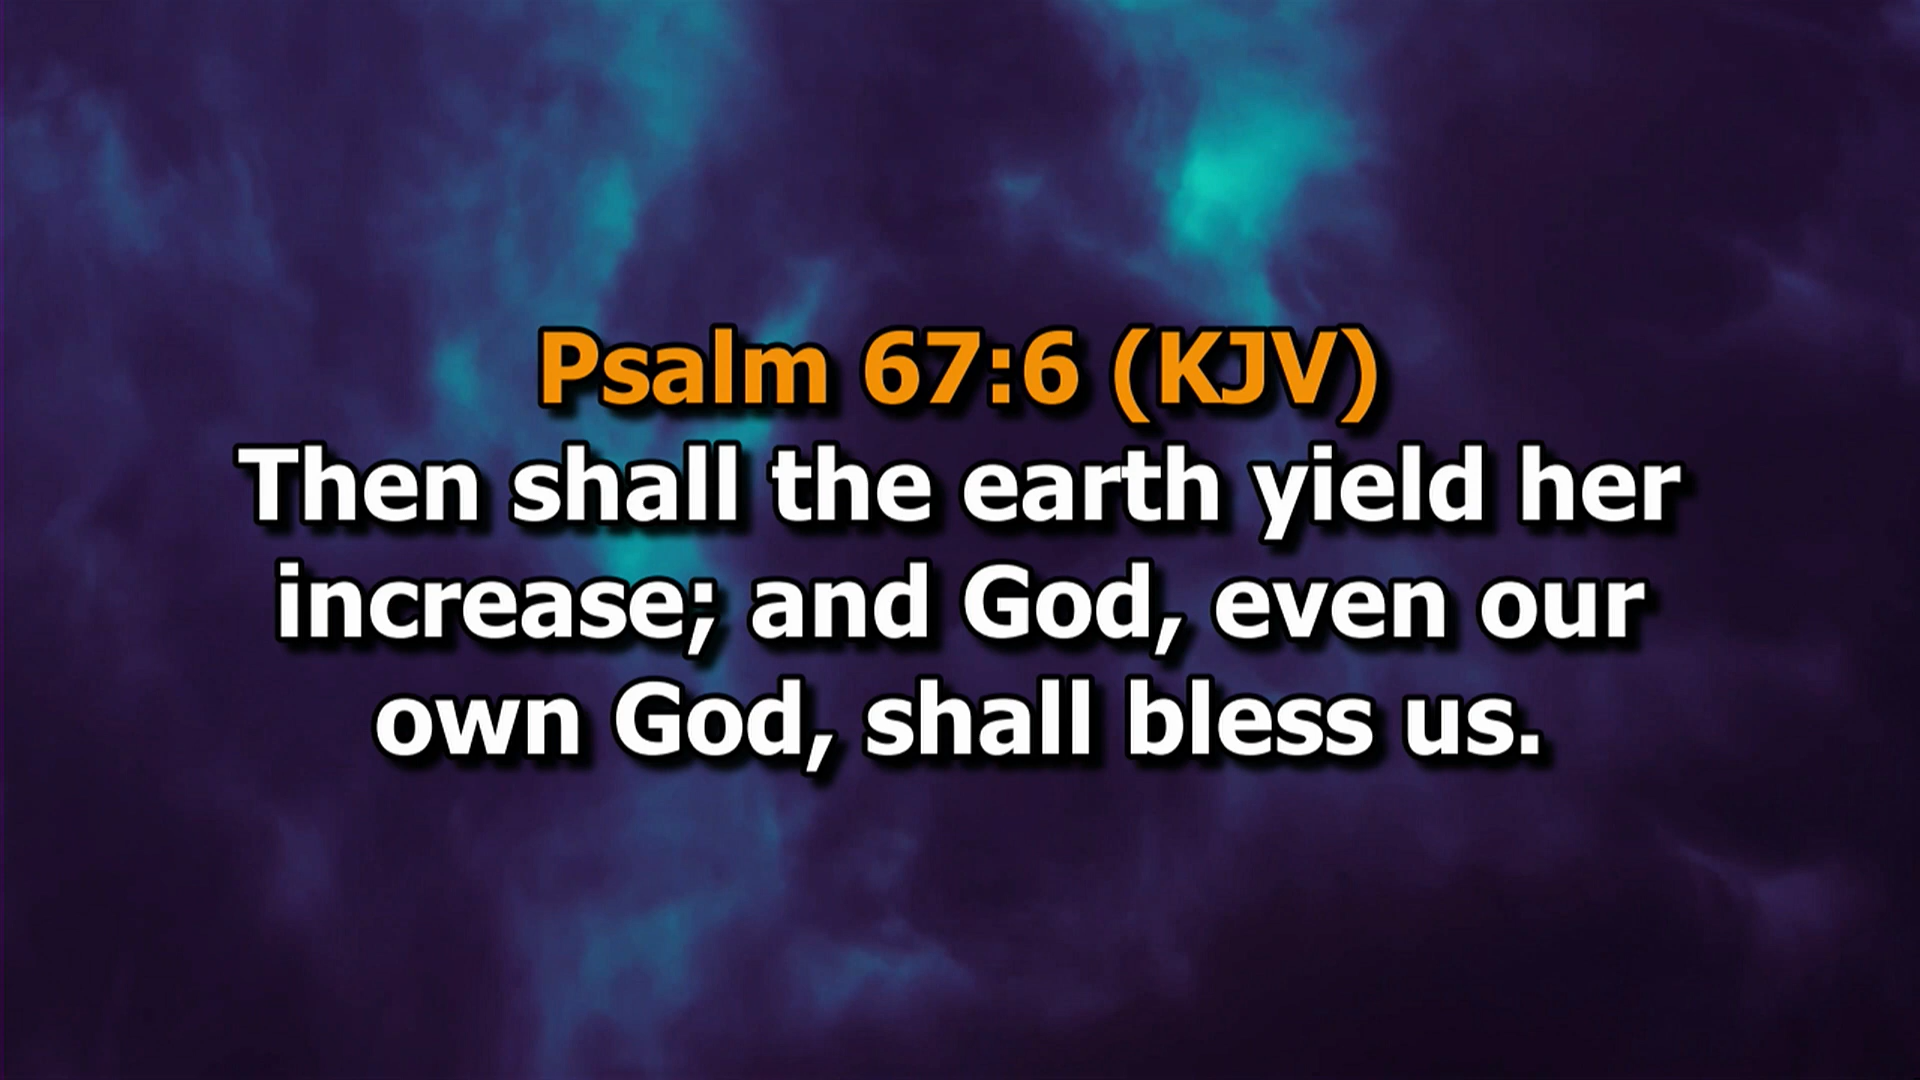 Psalm 67:6 (KJV)
Then shall the earth yield her
increase; and God, even our
own God, shall bless us.